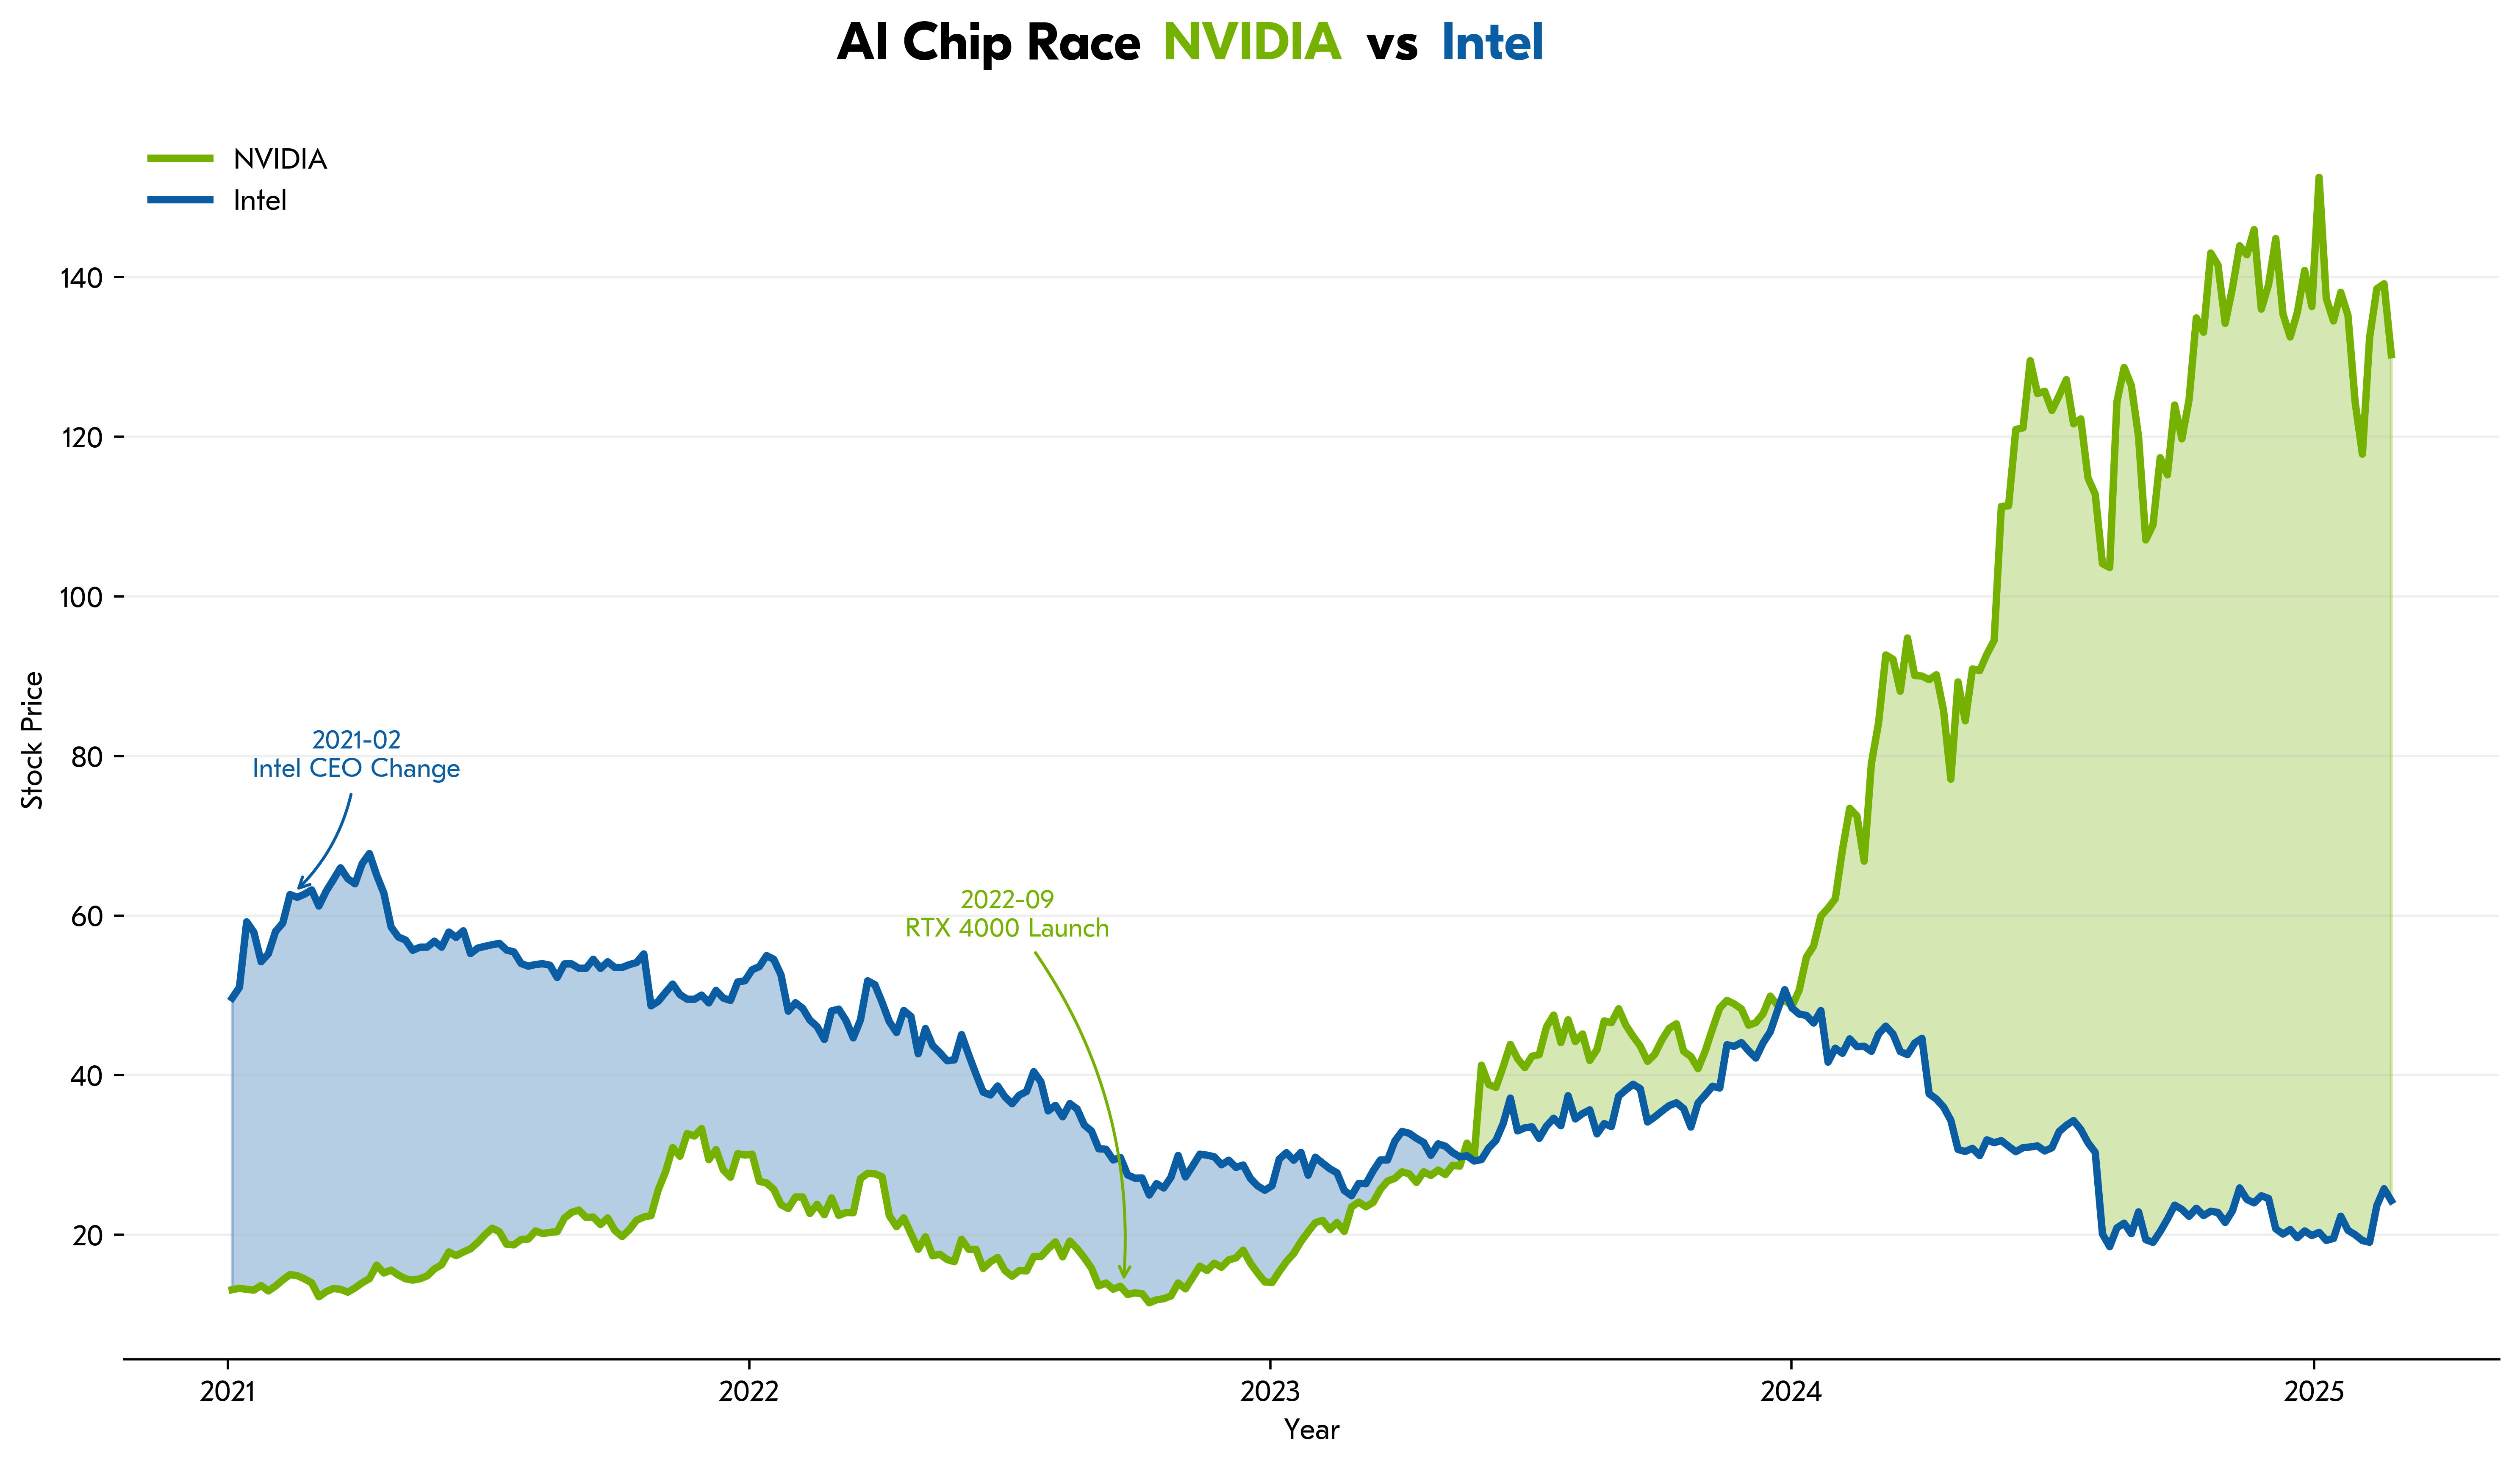 AI Chip Race NVIDIA vs Intel
NVIDIA
Intel
140
120
100
80
60
40
20
Stock Price
2021-02
Intel CEO Change
2022-09
RTX 4000 Launch
2021
2022
2023
2024
2025
Year